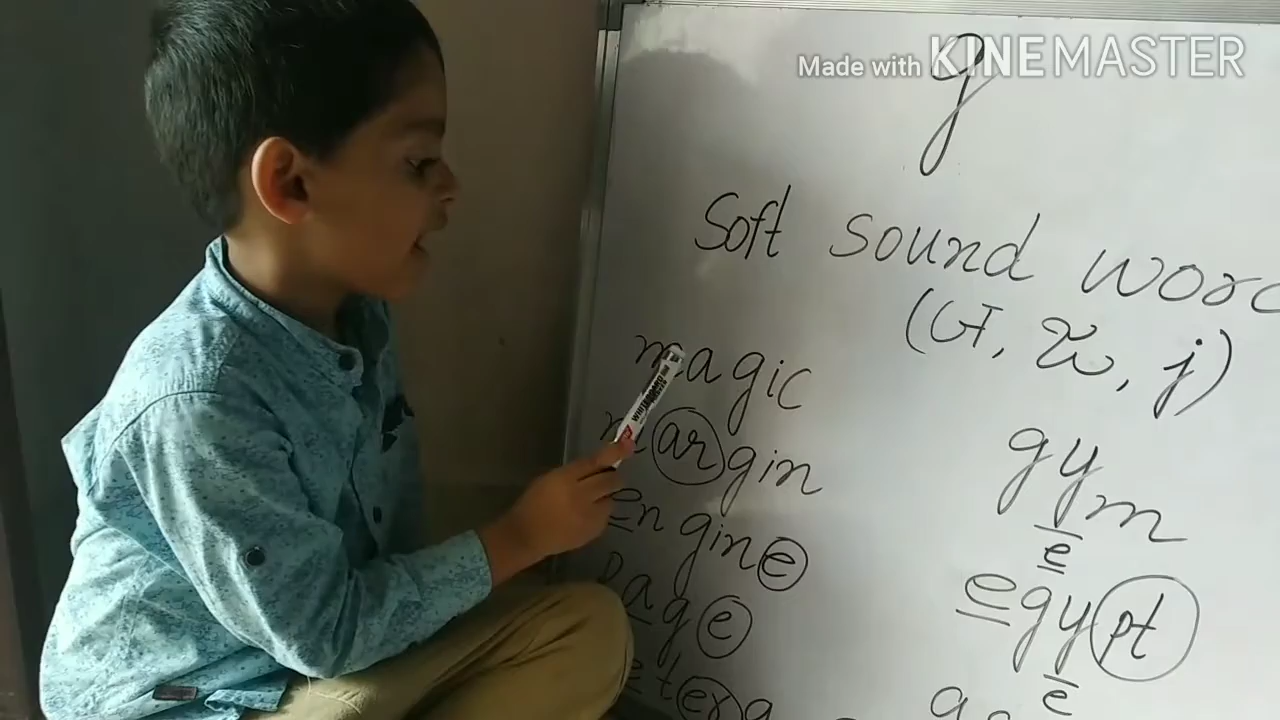 Made with KINEMASTER
g
Soft sound
(G, j)
magic
margin
engine
page
gym
e
egypt
e